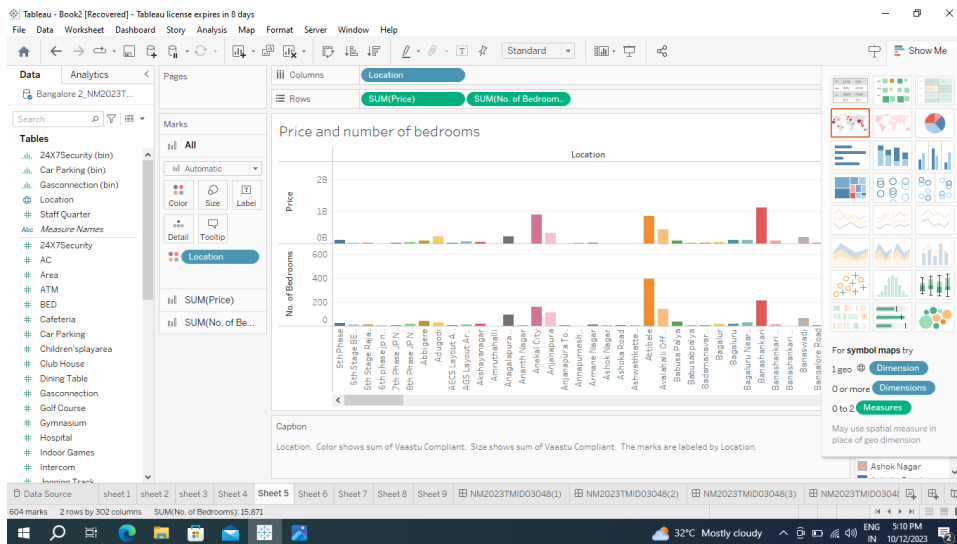 Tableau - Book2 [Recovered] - Tableau license expires in 8 days
File Data Worksheet Dashboard Story Analysis Map Format Server Window Help
Standard
Show Me
Data Analytics
Bangalore 2_NM2023T...
Search
Tables
24X7Security (bin)
Car Parking (bin)
Gasconnection (bin)
Location
Staff Quarter
Abc Measure Names
24X7Security
AC
Area
ATM
BED
Cafeteria
Car Parking
Children'splayarea
Club House
Dining Table
Gasconnection
Golf Course
Gymnasium
Hospital
Indoor Games
Intercom
Jogging Track
Pages
Marks
All
Automatic
Color Size Label
Detail Tooltip
Location
SUM(Price)
SUM(No. of Be...
Columns Location
Rows SUM(Price) SUM(No. of Bedroom..
Price and number of bedrooms
Location
Price
2B
1B
0B
No. of Bedrooms
600
400
200
0
5th Phase
5th Stage BE..
5th Stage Raja..
6th phase jp n..
7th Phase JP N..
8th Phase JP N..
Abbigere
Adugodi
AECS Layout A..
AGS Layout Ar..
Akshayanagar
Amruthahalli
Anagalapura ..
Ananth Nagar
Anekal City
Anjanapura
Anjanapura To..
Annapurnesh..
Armane Nagar
Ashok Nagar
Ashoka Road
Ashwathkatte..
Attibele
Avalahalli Off ..
Babusa Palya
Babusabpalya
Badamanavar..
Bagalur
Bagaluru
Bagaluru Near..
Banashankari
Banashankari ..
Banashankari..
Banaswadi
Bangalore Road
Caption
Location. Color shows sum of Vaastu Compliant. Size shows sum of Vaastu Compliant. The marks are labeled by Location.
For symbol maps try
1 geo Dimension
0 or more Dimensions
0 to 2 Measures
May use spatial measure in
place of geo dimension
Ashok Nagar
Data Source sheet 1 sheet 2 sheet 3 Sheet 4 Sheet 5 Sheet 6 Sheet 7 Sheet 8 Sheet 9 NM2023TMID03048(1) NM2023TMID03048(2) NM2023TMID03048(3) NM2023TMID03048
604 marks 2 rows by 302 columns SUM(No. of Bedrooms): 15,871
32°C Mostly cloudy
ENG
IN
5:10 PM
10/12/2023
2